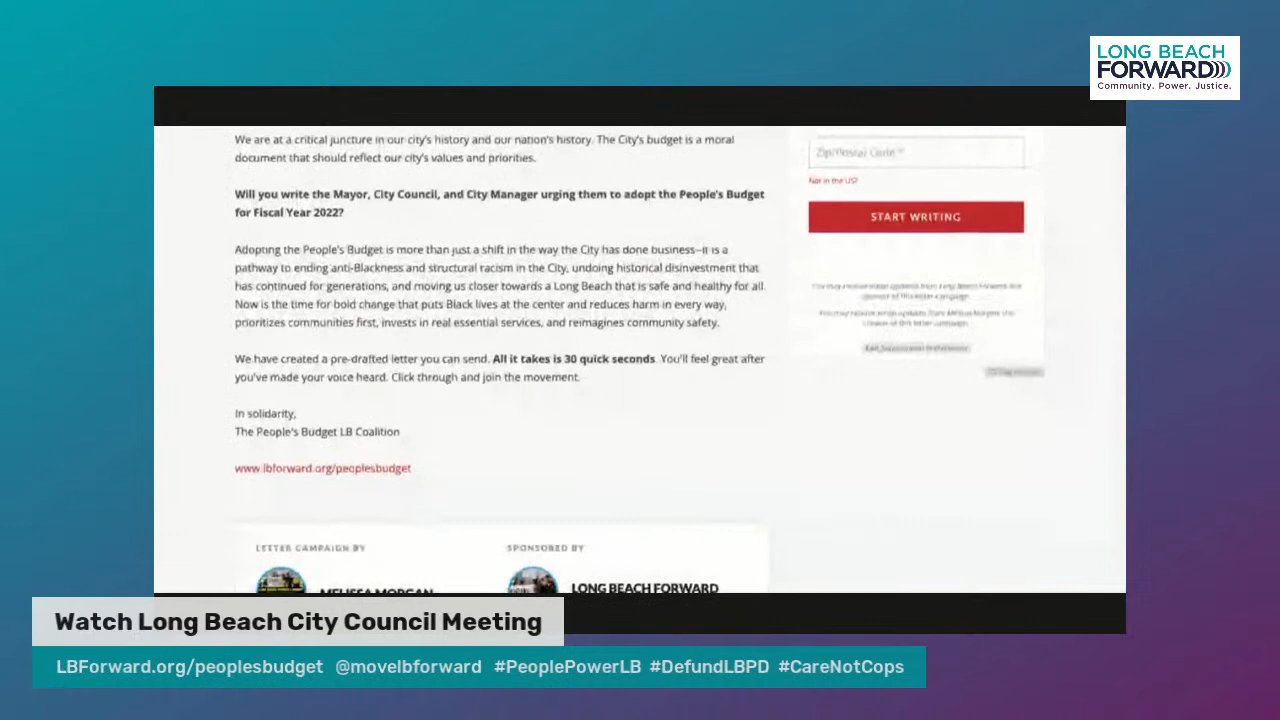 LONG BEACH
FORWARD)))
Community. Power. Justice.
We are at a critical juncture in our city's history and our nation's history. The City's budget is a moral
document that should reflect our city's values and priorities.
Will you write the Mayor, City Council, and City Manager urging them to adopt the People's Budget
for Fiscal Year 2022?
Adopting the People's Budget is more than just a shift in the way the City has done business—it is a
pathway to ending anti-Blackness and structural racism in the City, undoing historical disinvestment that
has continued for generations, and moving us closer towards a Long Beach that is safe and healthy for all.
Now is the time for bold change that puts Black lives at the center and reduces harm in every way,
prioritizes communities first, invests in real essential services, and reimagines community safety.
We have created a pre-drafted letter you can send. All it takes is 30 quick seconds. You'll feel great after
you've made your voice heard. Click through and join the movement.
In solidarity,
The People's Budget LB Coalition
www.lbforward.org/peoplesbudget
Zip/Postal Code *
Not in the US?
START WRITING
LETTER CAMPAIGN BY
MELISSA MORGAN
SPONSORED BY
LONG BEACH FORWARD
Watch Long Beach City Council Meeting
LBForward.org/peoplesbudget @movelbforward #PeoplePowerLB #DefundLBPD #CareNotCops